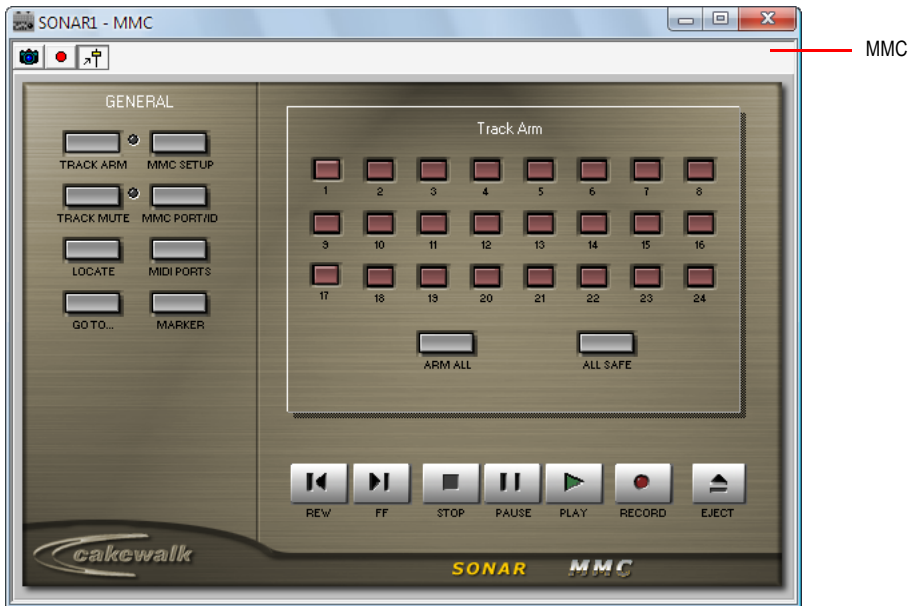 SONAR1 - MMC
MMC
GENERAL
TRACK ARM MMC SETUP
TRACK MUTE MMC PORT/ID
LOCATE MIDI PORTS
GO TO... MARKER
Track Arm
1 2 3 4 5 6 7 8
9 10 11 12 13 14 15 16
17 18 19 20 21 22 23 24
ARM ALL ALL SAFE
REW FF STOP PAUSE PLAY RECORD EJECT
cakewalk
SONAR MMC